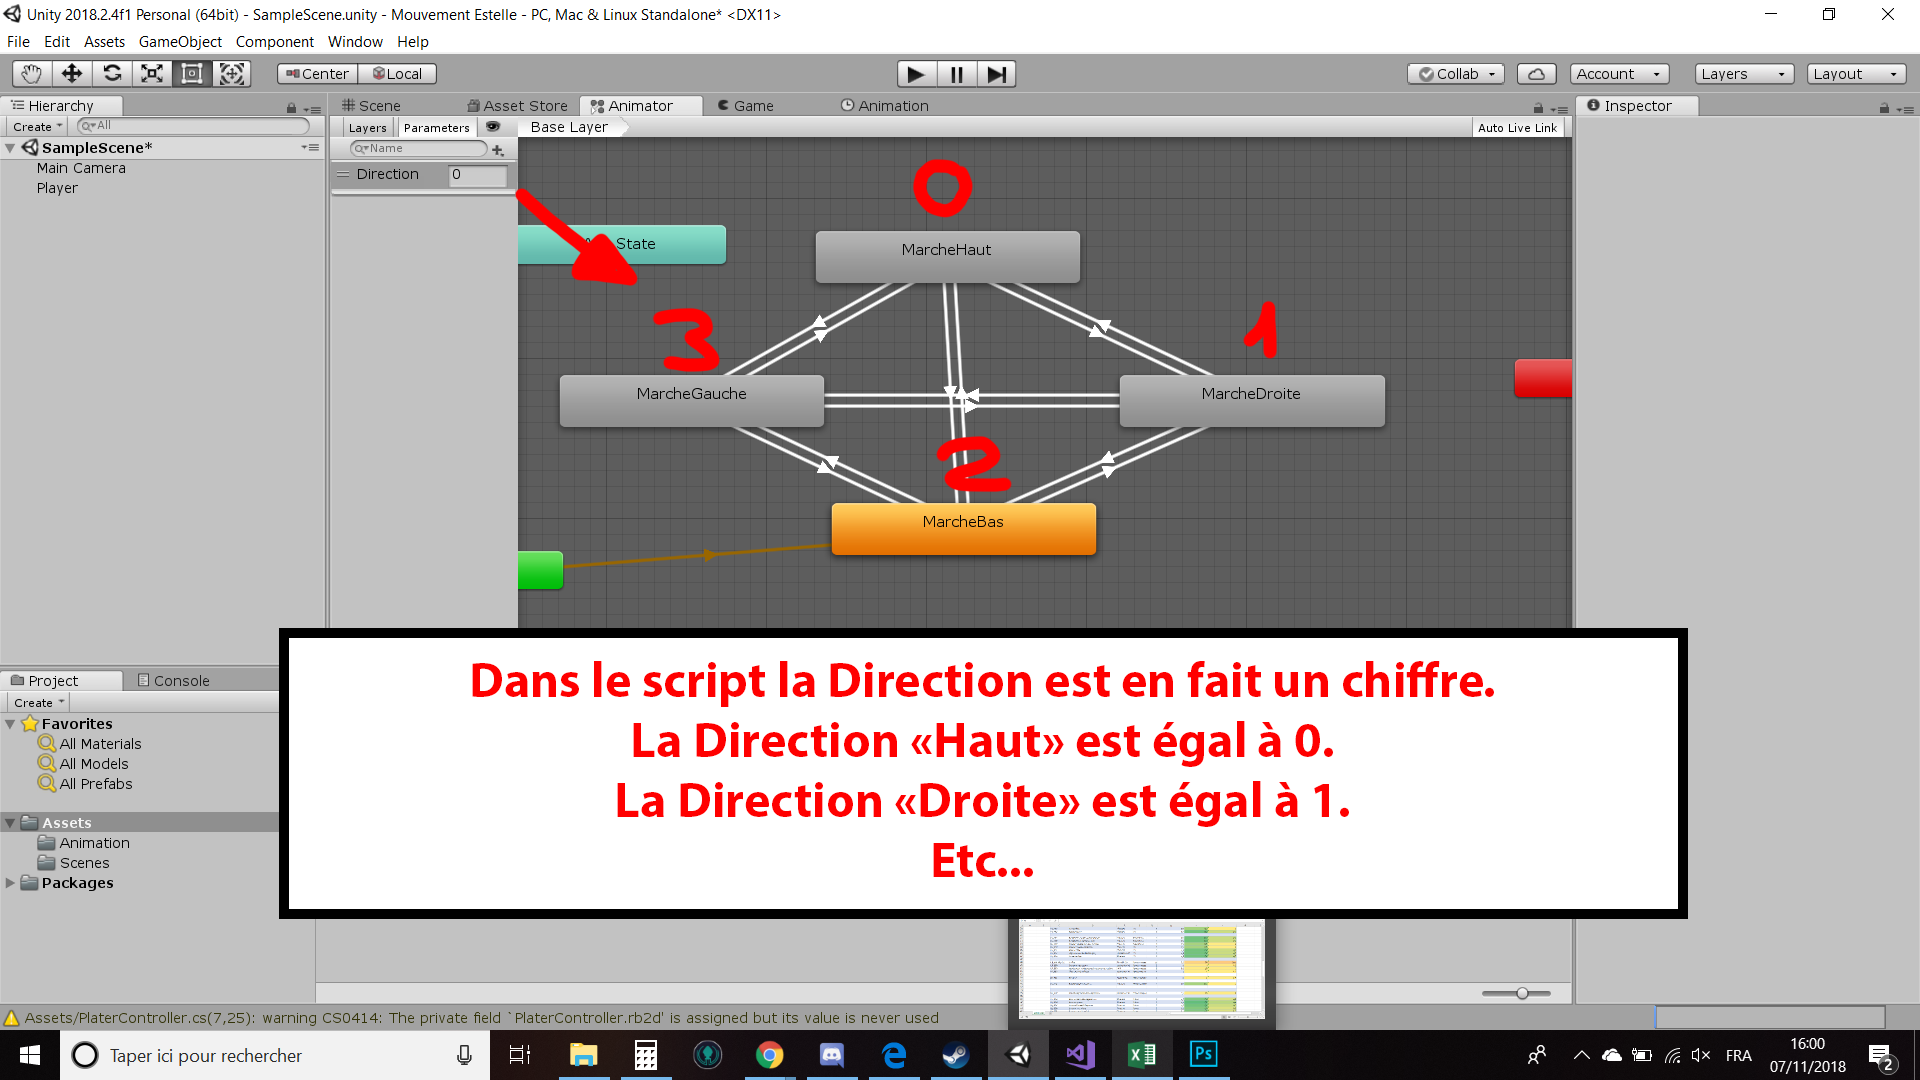 Unity 2018.2.4f1 Personal (64bit) - SampleScene.unity - Mouvement Estelle - PC, Mac & Linux Standalone* <DX11>
File Edit Assets GameObject Component Window Help
Center Local Collab Account Layers Layout
Hierarchy
Create All
SampleScene*
Main Camera
Player
Scene Asset Store Animator Game Animation
Layers Parameters Base Layer Auto Live Link
Name
Direction 0
Inspector
State
0
MarcheHaut
3
1
MarcheGauche
MarcheDroite
2
MarcheBas
Project Console
Create
Favorites
All Materials
All Models
All Prefabs
Assets
Animation
Scenes
Packages
Dans le script la Direction est en fait un chiffre.
La Direction «Haut» est égal à 0.
La Direction «Droite» est égal à 1.
Etc...
Assets/PlaterController.cs(7,25): warning CS0414: The private field `PlaterController.rb2d' is assigned but its value is never used
Taper ici pour rechercher
Ps
FRA
16:00
07/11/2018
2